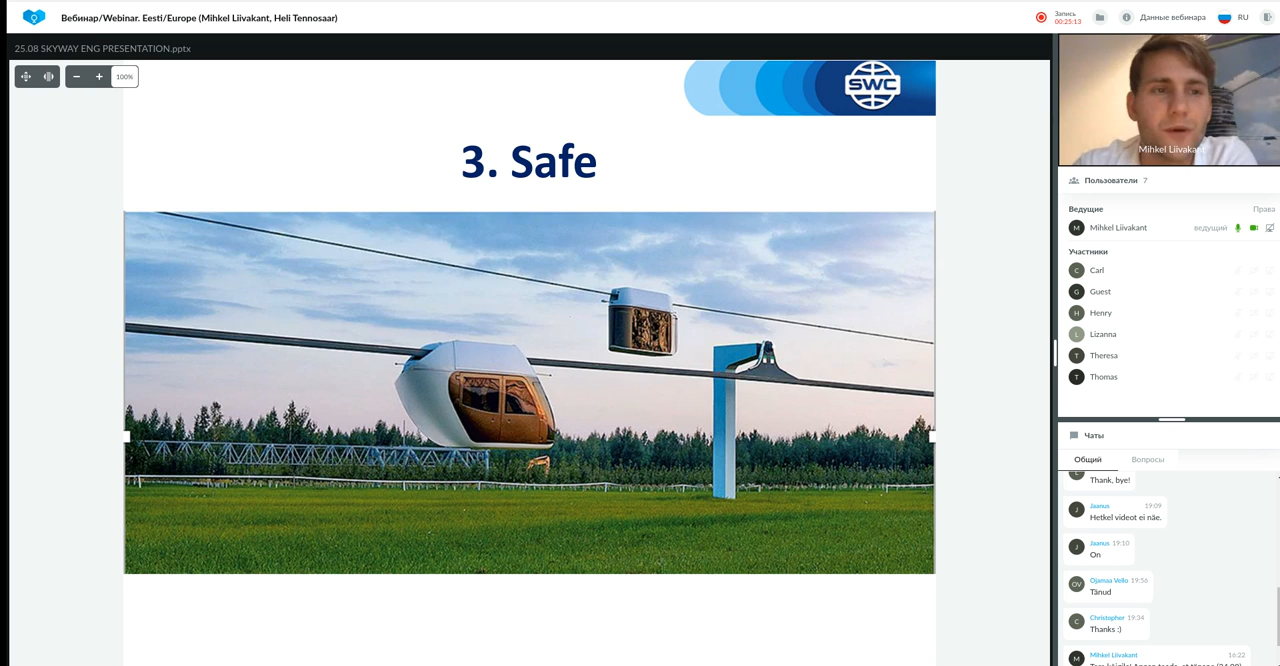 Вебинар/Webinar. Eesti/Europe (Mihkel Liivakant, Heli Tennosaar)
Запись
00:25:13
Данные вебинара
RU
25.08 SKYWAY ENG PRESENTATION.pptx
100%
SWC
3. Safe
Mihkel Liivakant
Пользователи 7
Ведущие Права
M Mihkel Liivakant ведущий
Участники
C Carl
G Guest
H Henry
L Lizanna
T Theresa
T Thomas
Чаты
Общий Вопросы
Thank, bye!
J Jaanus 19:09
Hetkel videot ei näe.
J Jaanus 19:10
On
OV Ojamaa Vello 19:56
Tänud
C Christopher 19:34
Thanks :)
M Mihkel Liivakant 16:22